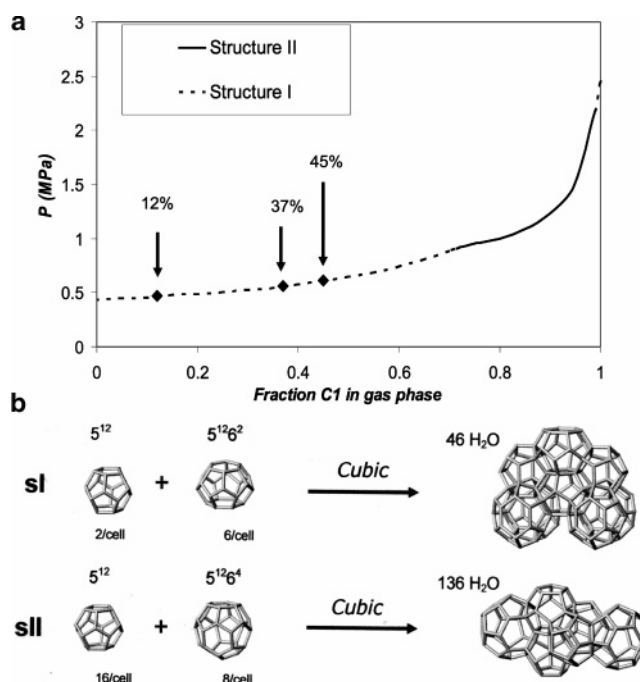 a
3
2.5
2
1.5
1
0.5
0
P (MPa)
Structure II
Structure I
12%
37%
45%
0 0.2 0.4 0.6 0.8 1
Fraction C1 in gas phase
b
5¹² 5¹²6² 46 H₂O
sI + Cubic
2/cell 6/cell
5¹² 5¹²6⁴ 136 H₂O
sII + Cubic
16/cell 8/cell